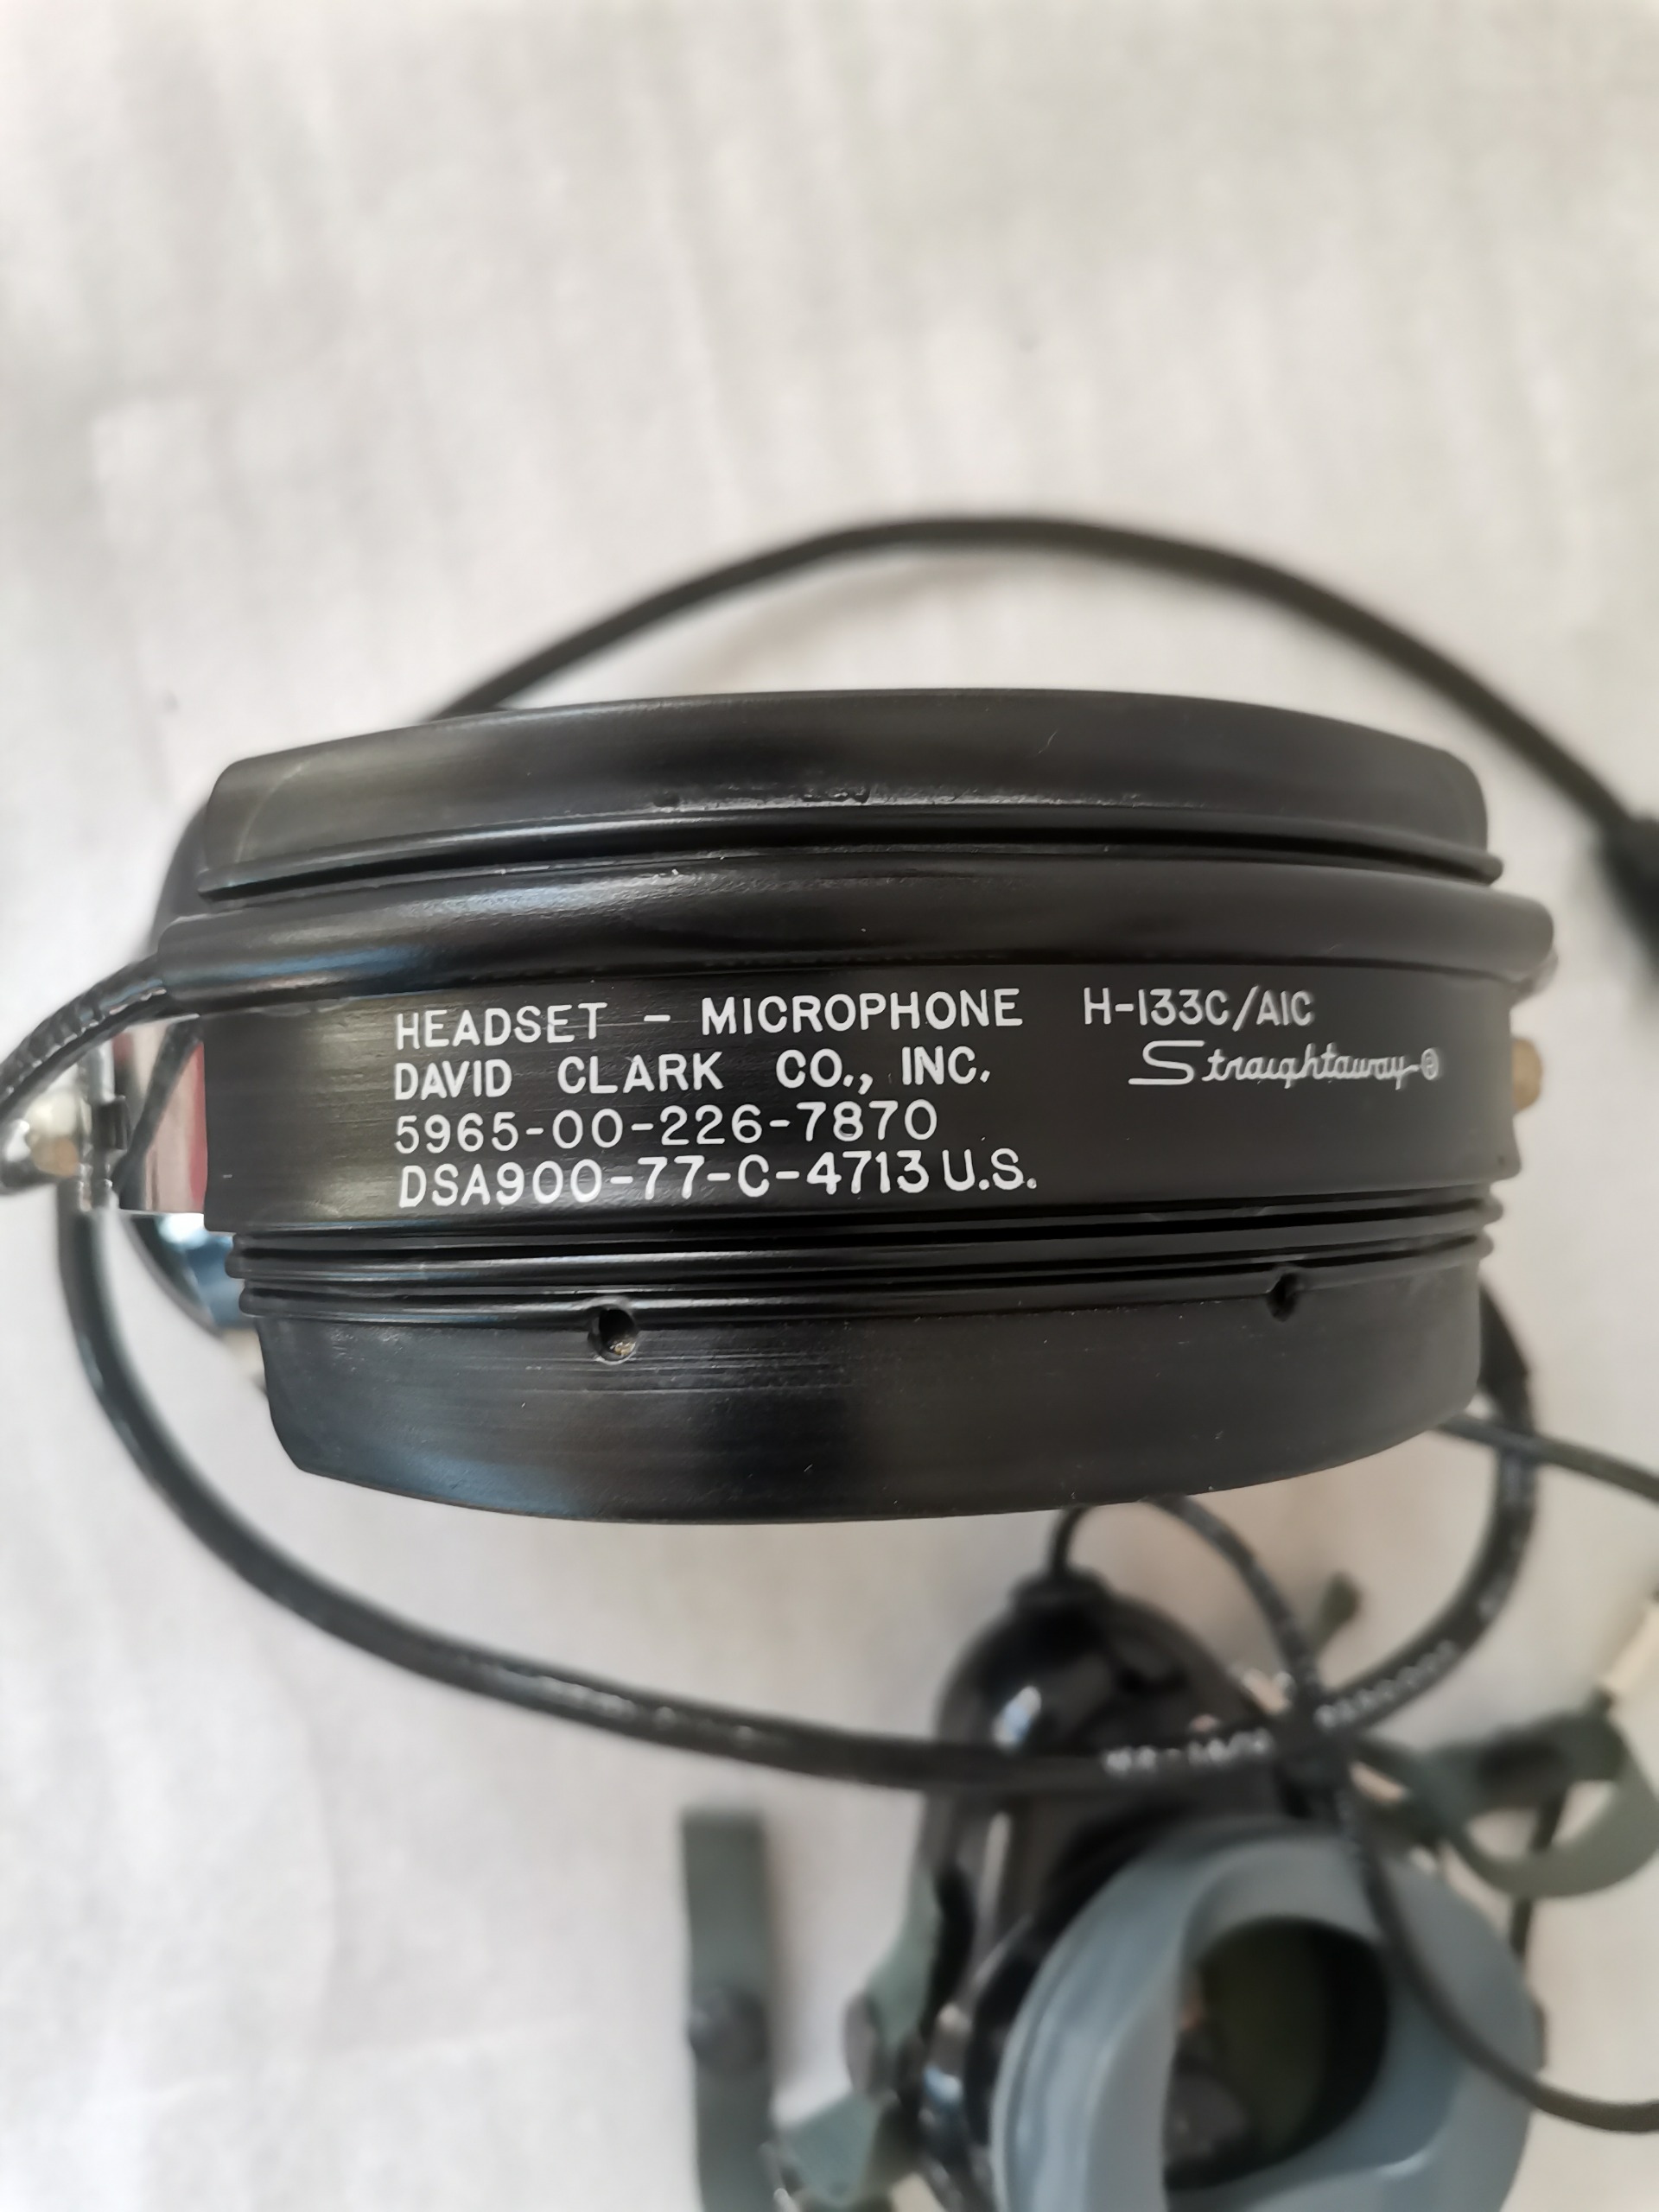 HEADSET - MICROPHONE H-133C/AIC
DAVID CLARK CO., INC. Straightaway®
5965-00-226-7870
DSA900-77-C-4713 U.S.